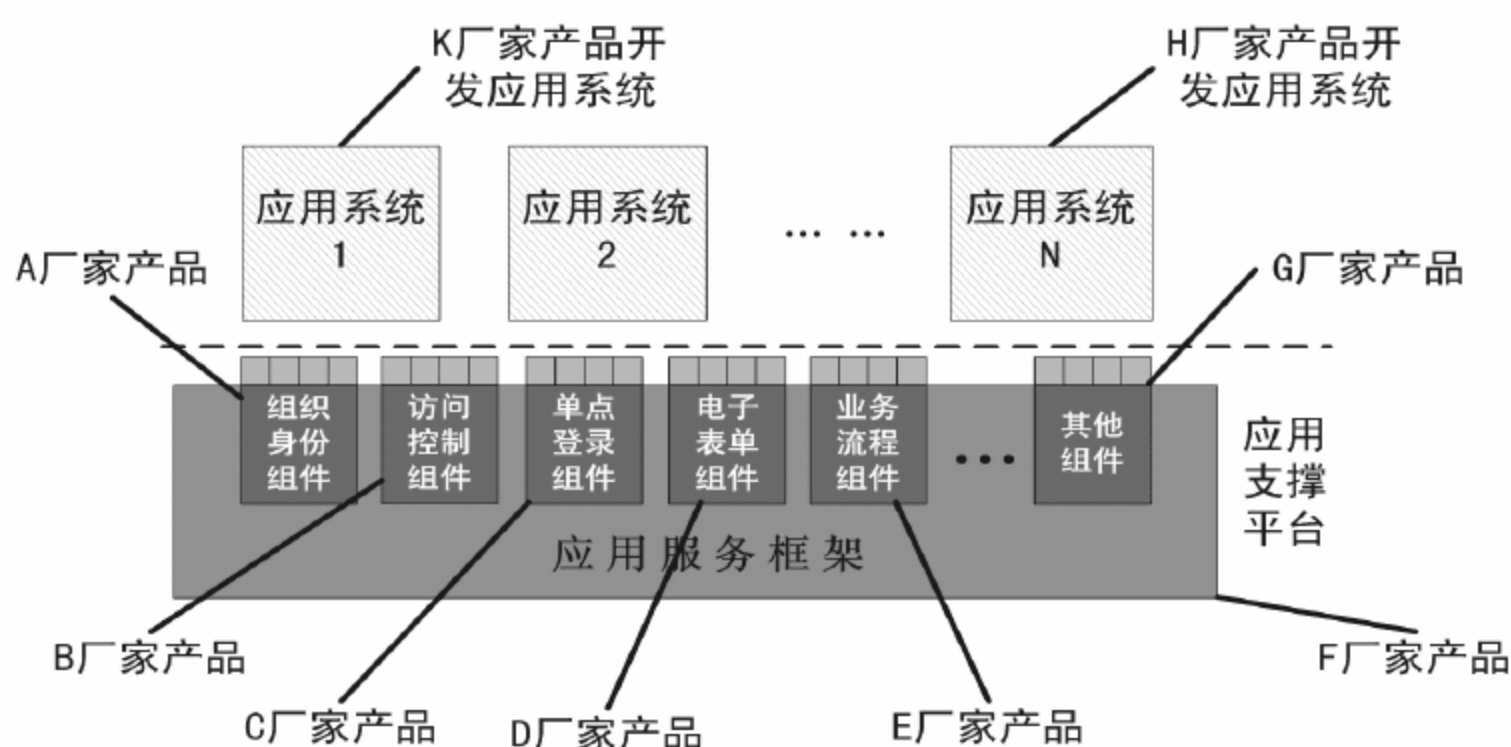 K厂家产品开
发应用系统
H厂家产品开
发应用系统
应用系统
1
应用系统
2
... ...
应用系统
N
A厂家产品
G厂家产品
组织
身份
组件
访问
控制
组件
单点
登录
组件
电子
表单
组件
业务
流程
组件
...
其他
组件
应用
支撑
平台
应用服务框架
B厂家产品
F厂家产品
C厂家产品
D厂家产品
E厂家产品